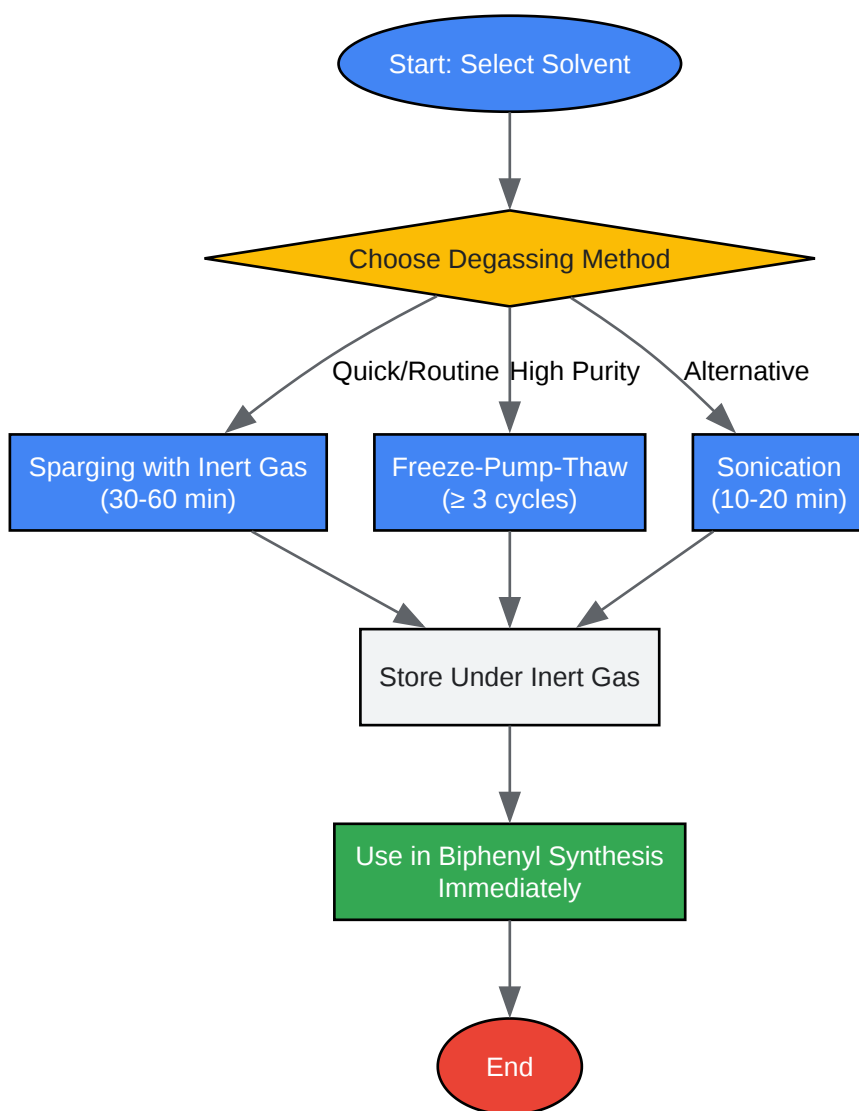 Start: Select Solvent
Choose Degassing Method
Quick/Routine
High Purity
Alternative
Sparging with Inert Gas
(30-60 min)
Freeze-Pump-Thaw
(≥ 3 cycles)
Sonication
(10-20 min)
Store Under Inert Gas
Use in Biphenyl Synthesis
Immediately
End